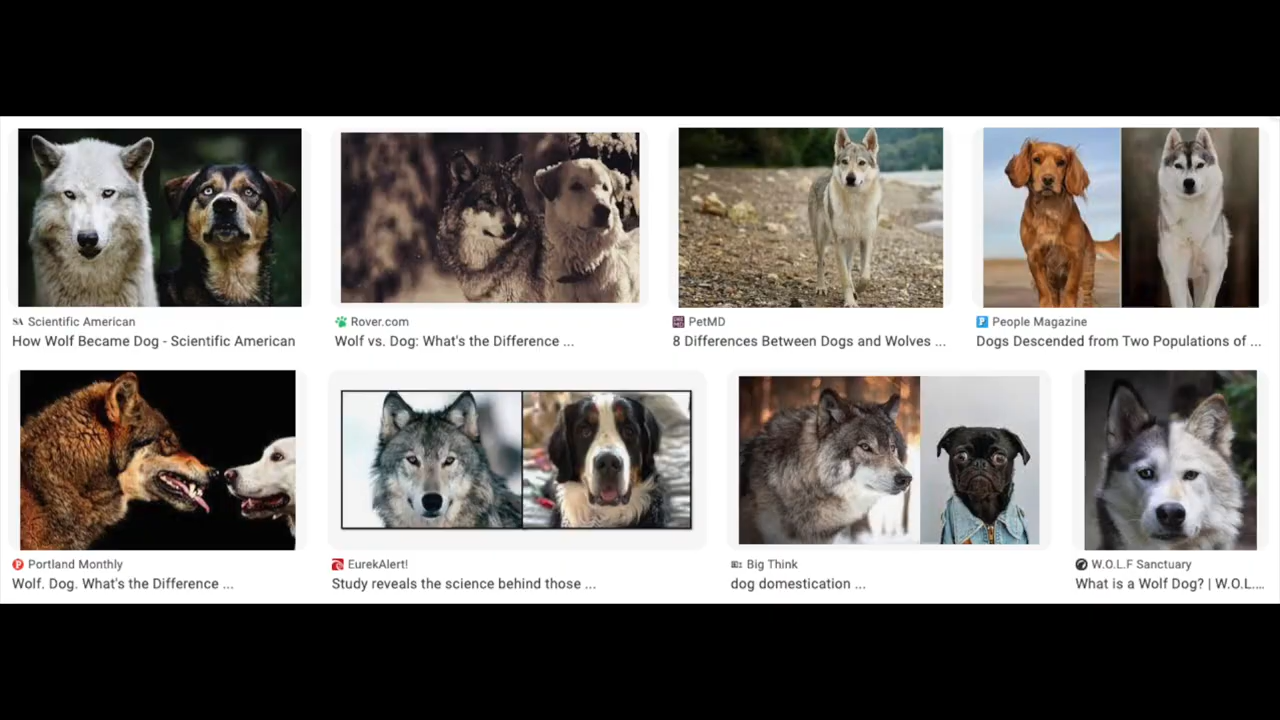 Scientific American
How Wolf Became Dog - Scientific American
Rover.com
Wolf vs. Dog: What's the Difference ...
PetMD
8 Differences Between Dogs and Wolves ...
People Magazine
Dogs Descended from Two Populations of ...
Portland Monthly
Wolf. Dog. What's the Difference ...
EurekAlert!
Study reveals the science behind those ...
Big Think
dog domestication ...
W.O.L.F Sanctuary
What is a Wolf Dog? | W.O.L....